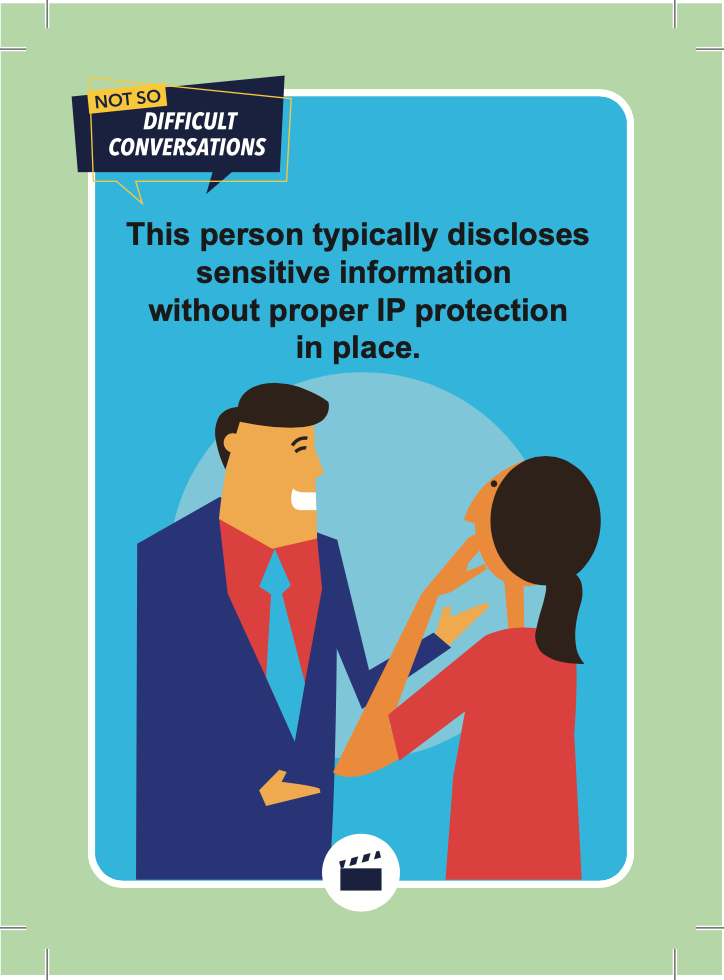 NOT SO
DIFFICULT
CONVERSATIONS
This person typically discloses
sensitive information
without proper IP protection
in place.